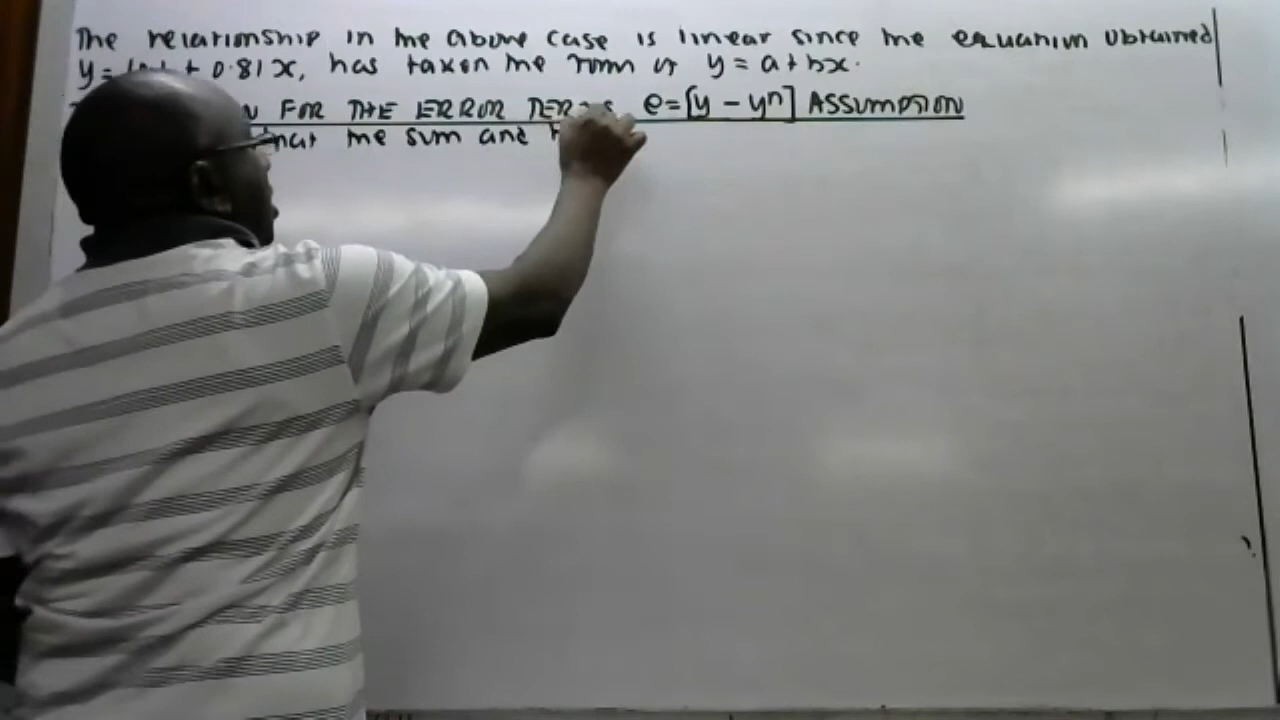 The relationship in the above case is linear since the equation obtained
y = + 0.81x, has taken the form of y = a + bx.
FOR THE ERROR TERMS e=[y - y^n] ASSUMPTION
that the sum and